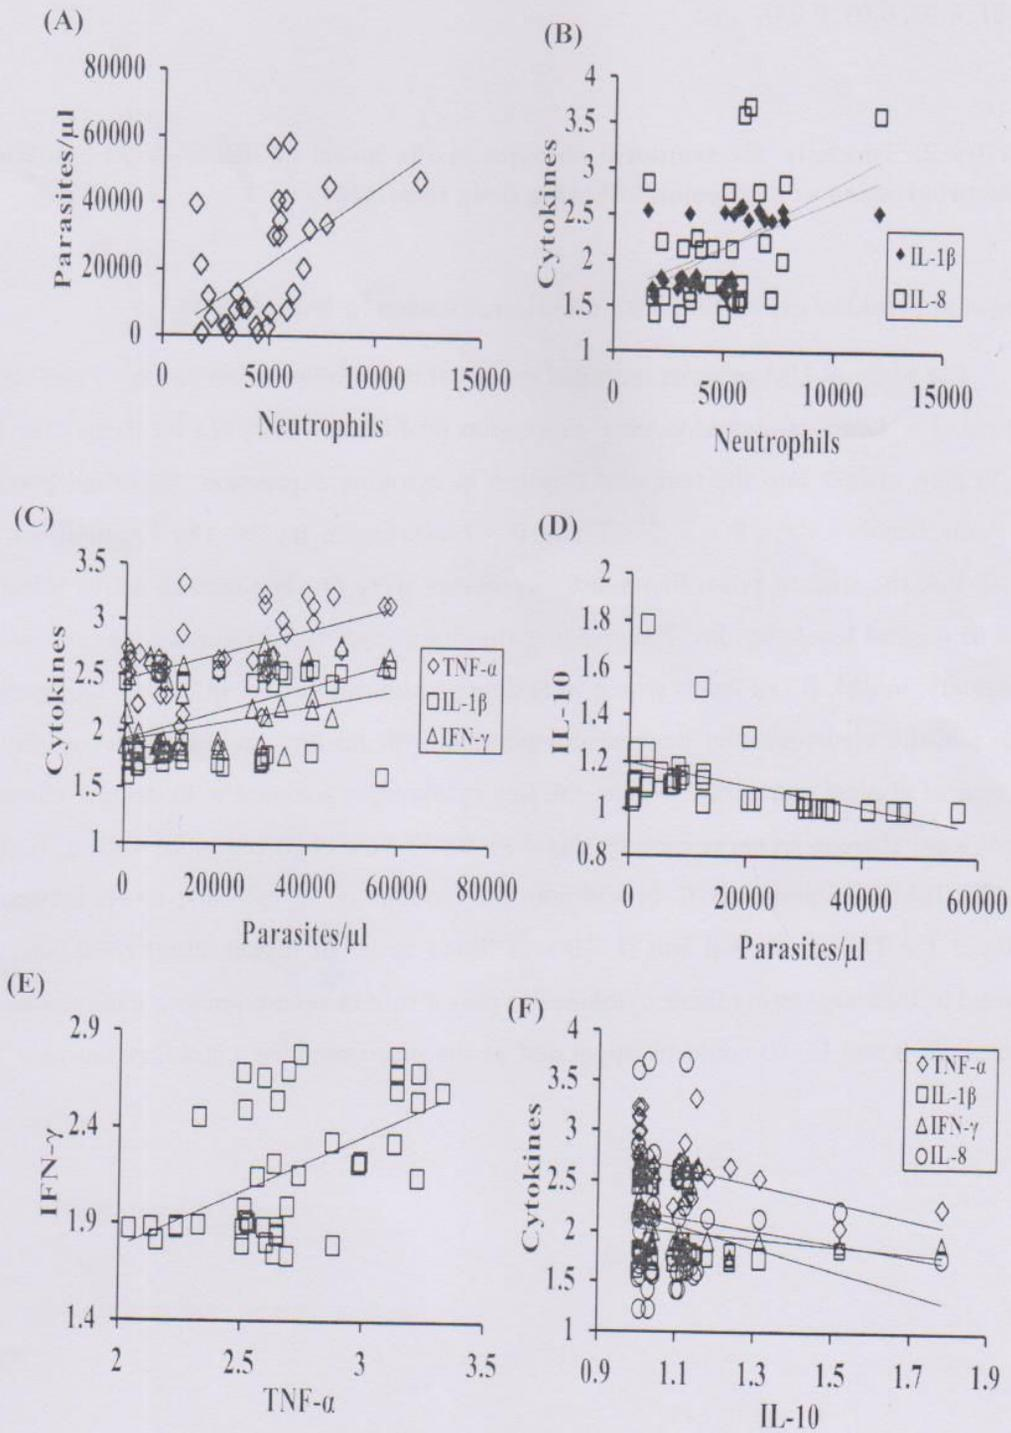 (A)
Parasites/µl
80000
60000
40000
20000
0
0 5000 10000 15000
Neutrophils
(B)
Cytokines
4
3.5
3
2.5
2
1.5
1
0 5000 10000 15000
Neutrophils
IL-1β
IL-8
(C)
Cytokines
3.5
3
2.5
2
1.5
1
0 20000 40000 60000 80000
Parasites/µl
TNF-α
IL-1β
IFN-γ
(D)
IL-10
2
1.8
1.6
1.4
1.2
1
0.8
0 20000 40000 60000
Parasites/µl
(E)
IFN-γ
2.9
2.4
1.9
1.4
2 2.5 3 3.5
TNF-α
(F)
Cytokines
4
3.5
3
2.5
2
1.5
1
0.9 1.1 1.3 1.5 1.7 1.9
IL-10
TNF-α
IL-1β
IFN-γ
IL-8